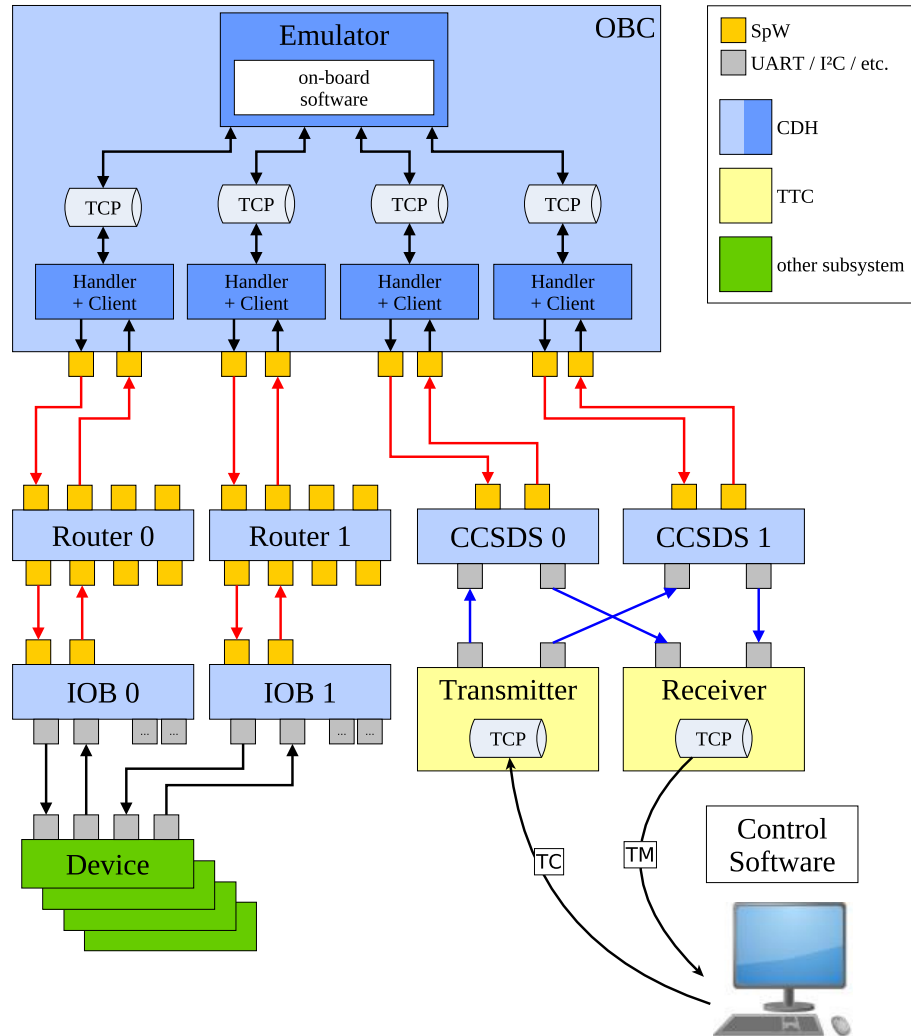 OBC
Emulator
on-board
software
TCP
TCP
TCP
TCP
Handler
+ Client
Handler
+ Client
Handler
+ Client
Handler
+ Client
SpW
UART / I²C / etc.
CDH
TTC
other subsystem
Router 0
Router 1
CCSDS 0
CCSDS 1
IOB 0
IOB 1
...
...
...
...
Transmitter
TCP
Receiver
TCP
Device
TC
TM
Control
Software